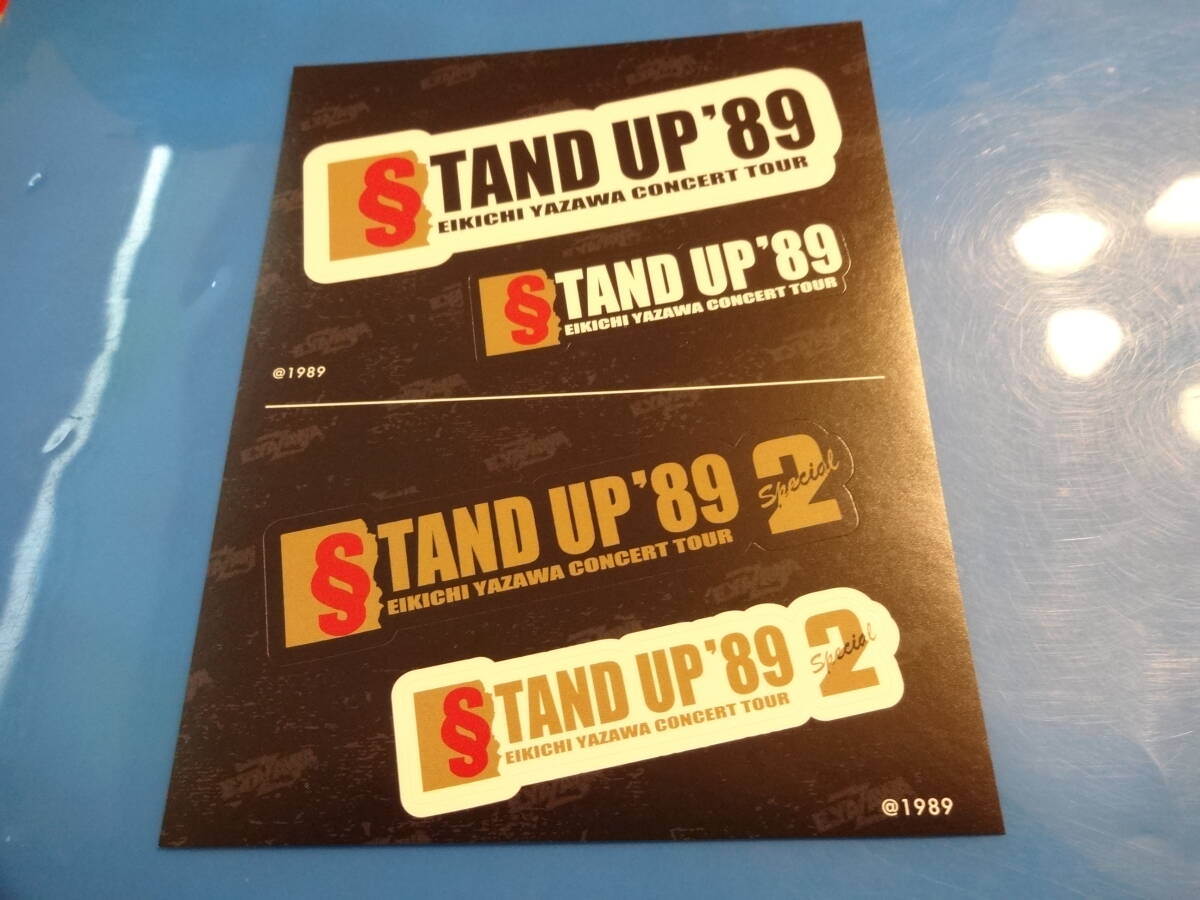 §TAND UP '89
EIKICHI YAZAWA CONCERT TOUR
§TAND UP '89
EIKICHI YAZAWA CONCERT TOUR
@1989
§TAND UP '89 2
Special
EIKICHI YAZAWA CONCERT TOUR
§TAND UP '89 2
Special
EIKICHI YAZAWA CONCERT TOUR
@1989